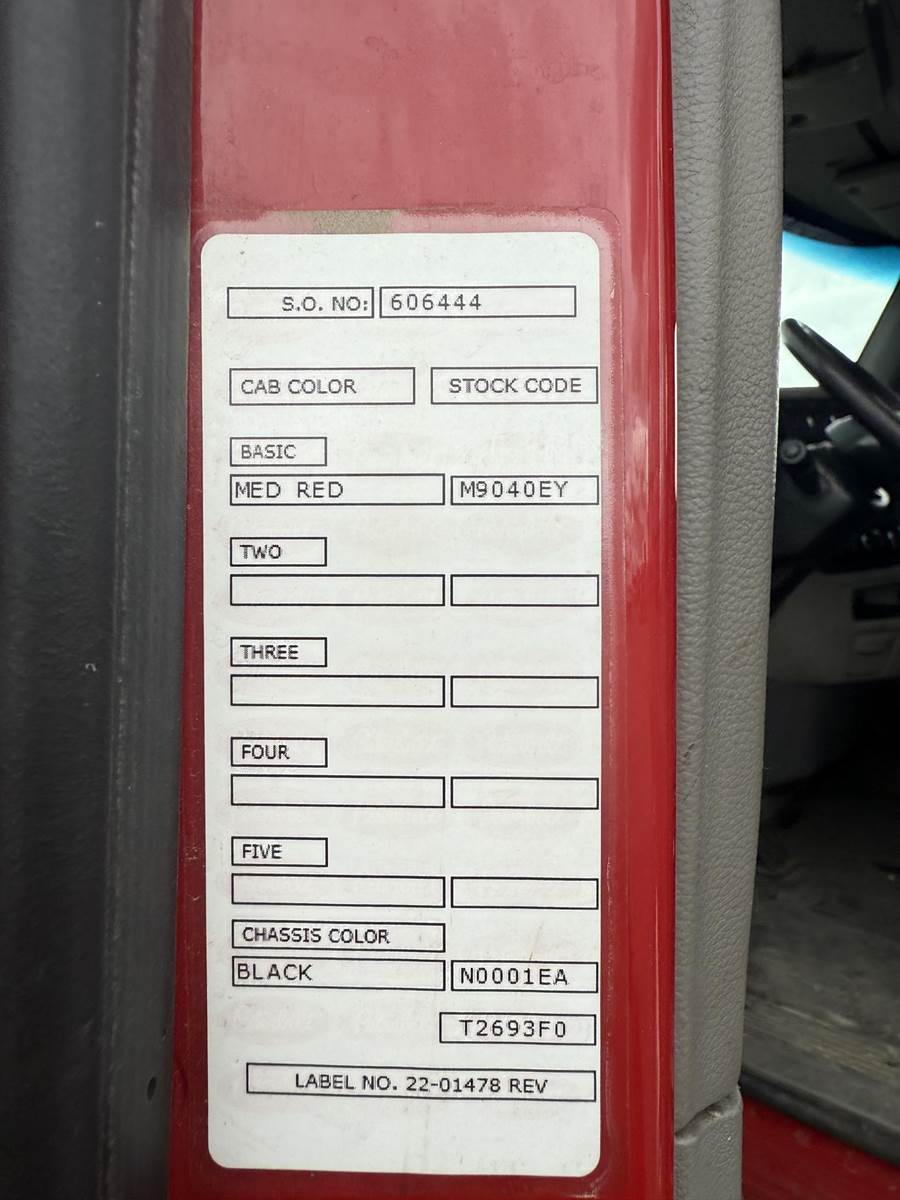 S.O. NO: 606444
CAB COLOR STOCK CODE
BASIC
MED RED M9040EY
TWO
THREE
FOUR
FIVE
CHASSIS COLOR
BLACK N0001EA
T2693F0
LABEL NO. 22-01478 REV